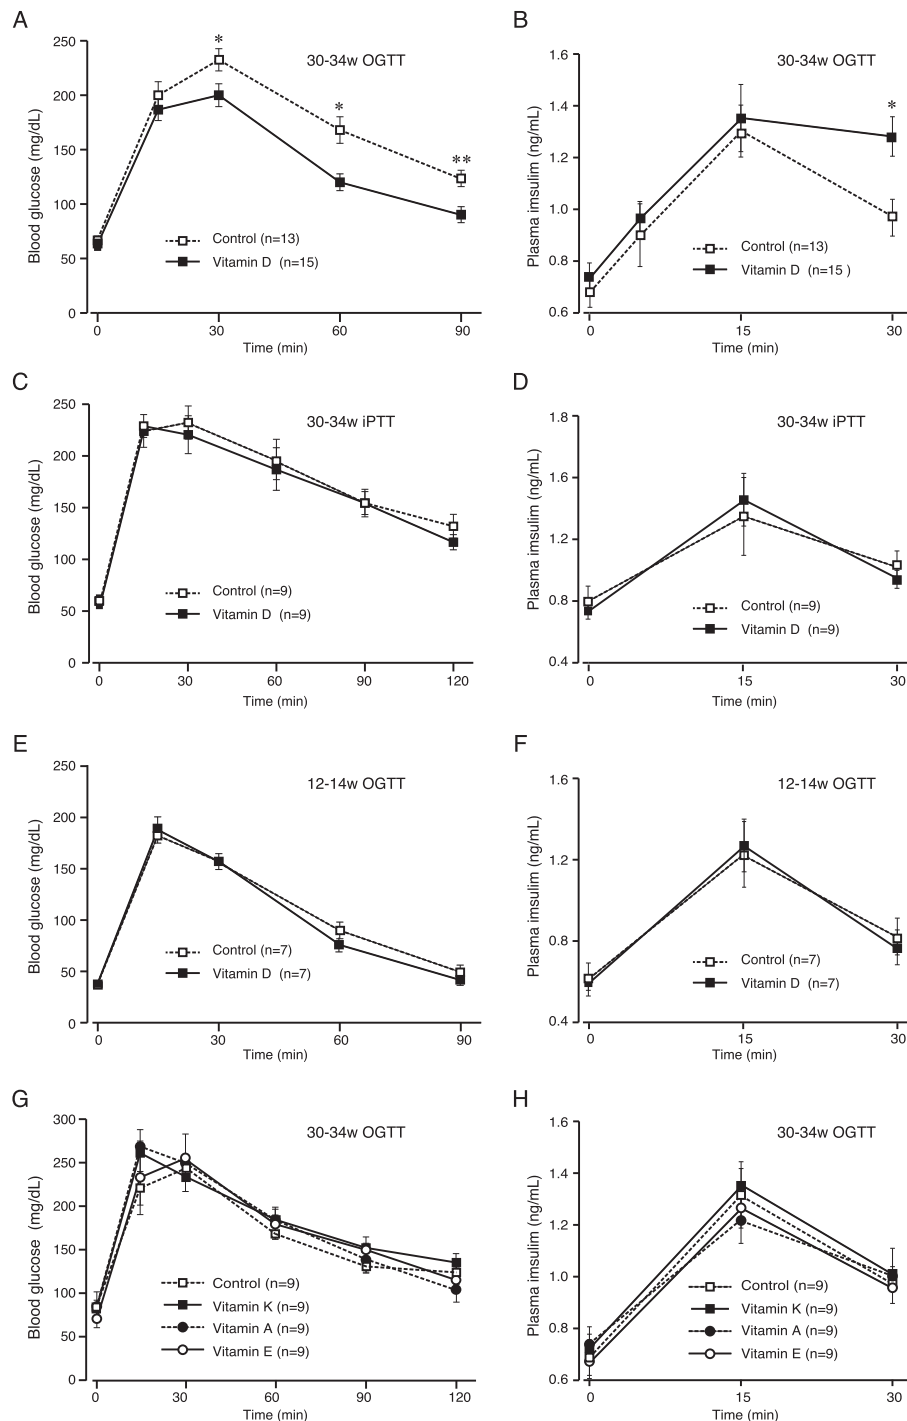 A
250
200
150
100
50
0
Blood glucose (mg/dL)
*
*
**
30-34w OGTT
Control (n=13)
Vitamin D (n=15)
0 30 60 90
Time (min)
B
1.6
1.4
1.2
1.0
0.8
0.6
Plasma imsulim (ng/mL)
30-34w OGTT
*
Control (n=13)
Vitamin D (n=15 )
0 15 30
Time (min)
C
250
200
150
100
50
0
Blood glucose (mg/dL)
30-34w iPTT
Control (n=9)
Vitamin D (n=9)
0 30 60 90 120
Time (min)
D
1.8
1.6
1.2
0.8
0.4
Plasma imsulim (ng/mL)
30-34w iPTT
Control (n=9)
Vitamin D (n=9)
0 15 30
Time (min)
E
250
200
150
100
50
0
Blood glucose (mg/dL)
12-14w OGTT
Control (n=7)
Vitamin D (n=7)
0 30 60 90
Time (min)
F
1.6
1.2
0.8
0.4
Plasma imsulim (ng/mL)
12-14w OGTT
Control (n=7)
Vitamin D (n=7)
0 15 30
Time (min)
G
300
250
200
150
100
50
0
Blood glucose (mg/dL)
30-34w OGTT
Control (n=9)
Vitamin K (n=9)
Vitamin A (n=9)
Vitamin E (n=9)
0 30 60 90 120
Time (min)
H
1.6
1.4
1.2
1.0
0.8
0.6
Plasma imsulim (ng/mL)
30-34w OGTT
Control (n=9)
Vitamin K (n=9)
Vitamin A (n=9)
Vitamin E (n=9)
0 15 30
Time (min)